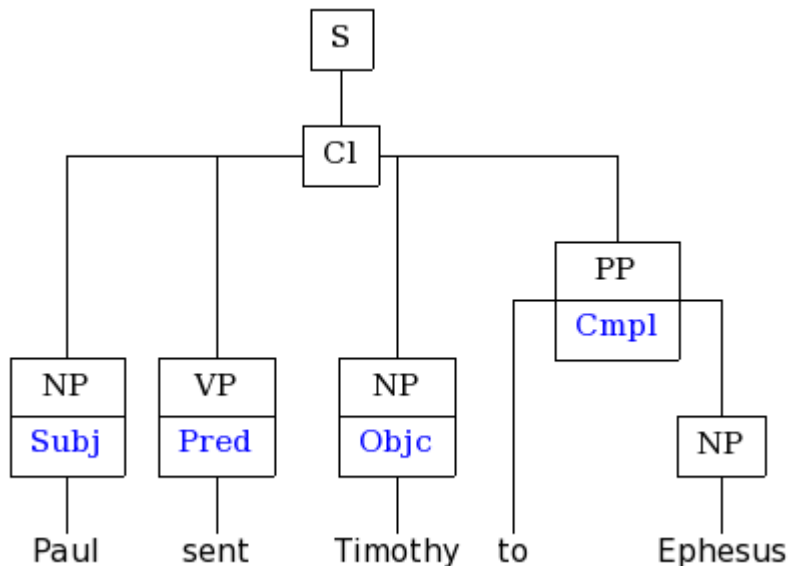 S
Cl
PP
Cmpl
NP VP NP
Subj Pred Objc NP
Paul sent Timothy to Ephesus